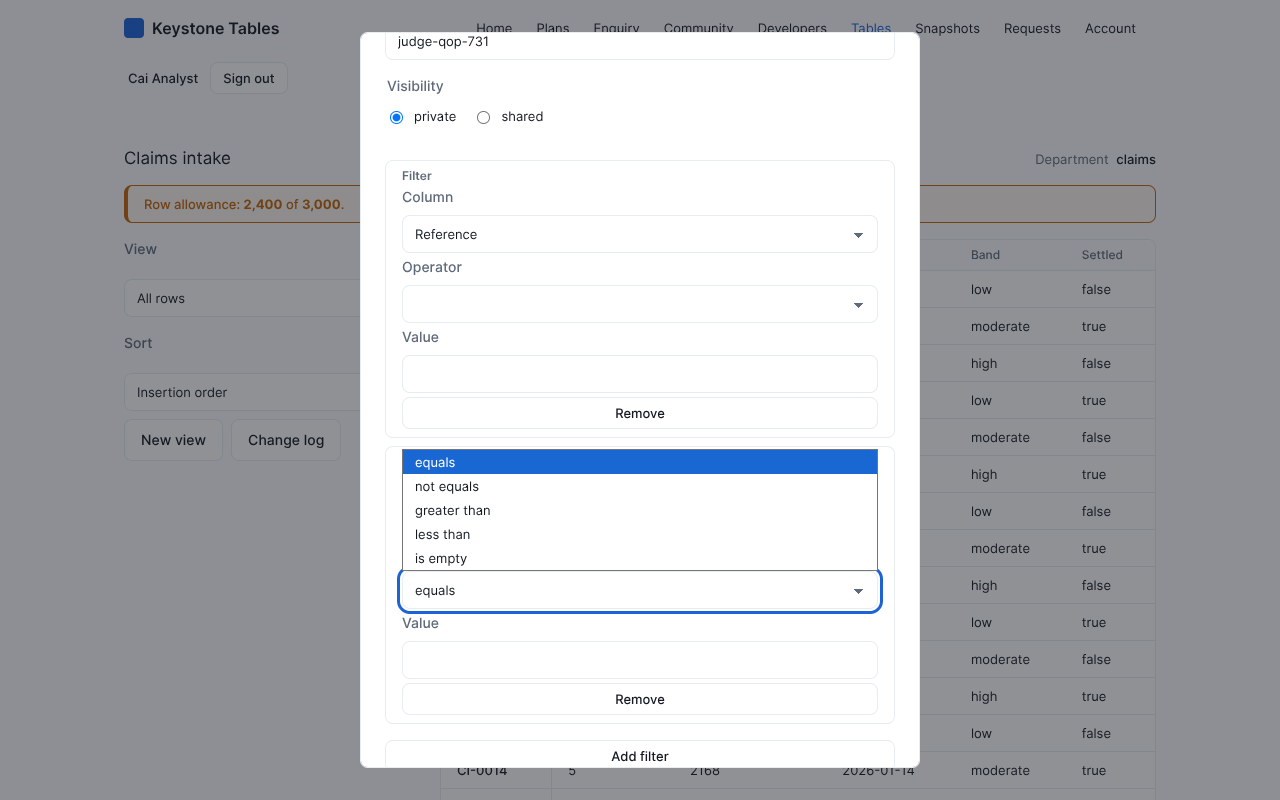 Keystone Tables
Home Plans Enquiry Community Developers Tables Snapshots Requests Account
Cai Analyst Sign out
judge-qop-731
Visibility
private shared
Claims intake
Department claims
Filter
Column
Row allowance: 2,400 of 3,000.
Reference
View
Band Settled
Operator
low false
All rows
moderate true
Value
Sort
high false
Insertion order
low true
Remove
New view Change log
moderate false
equals
high true
not equals
greater than
low false
less than
moderate true
is empty
high false
equals
Value
low true
moderate false
Remove
high true
low false
Add filter
CI-0014 5 2168 2026-01-14 moderate true